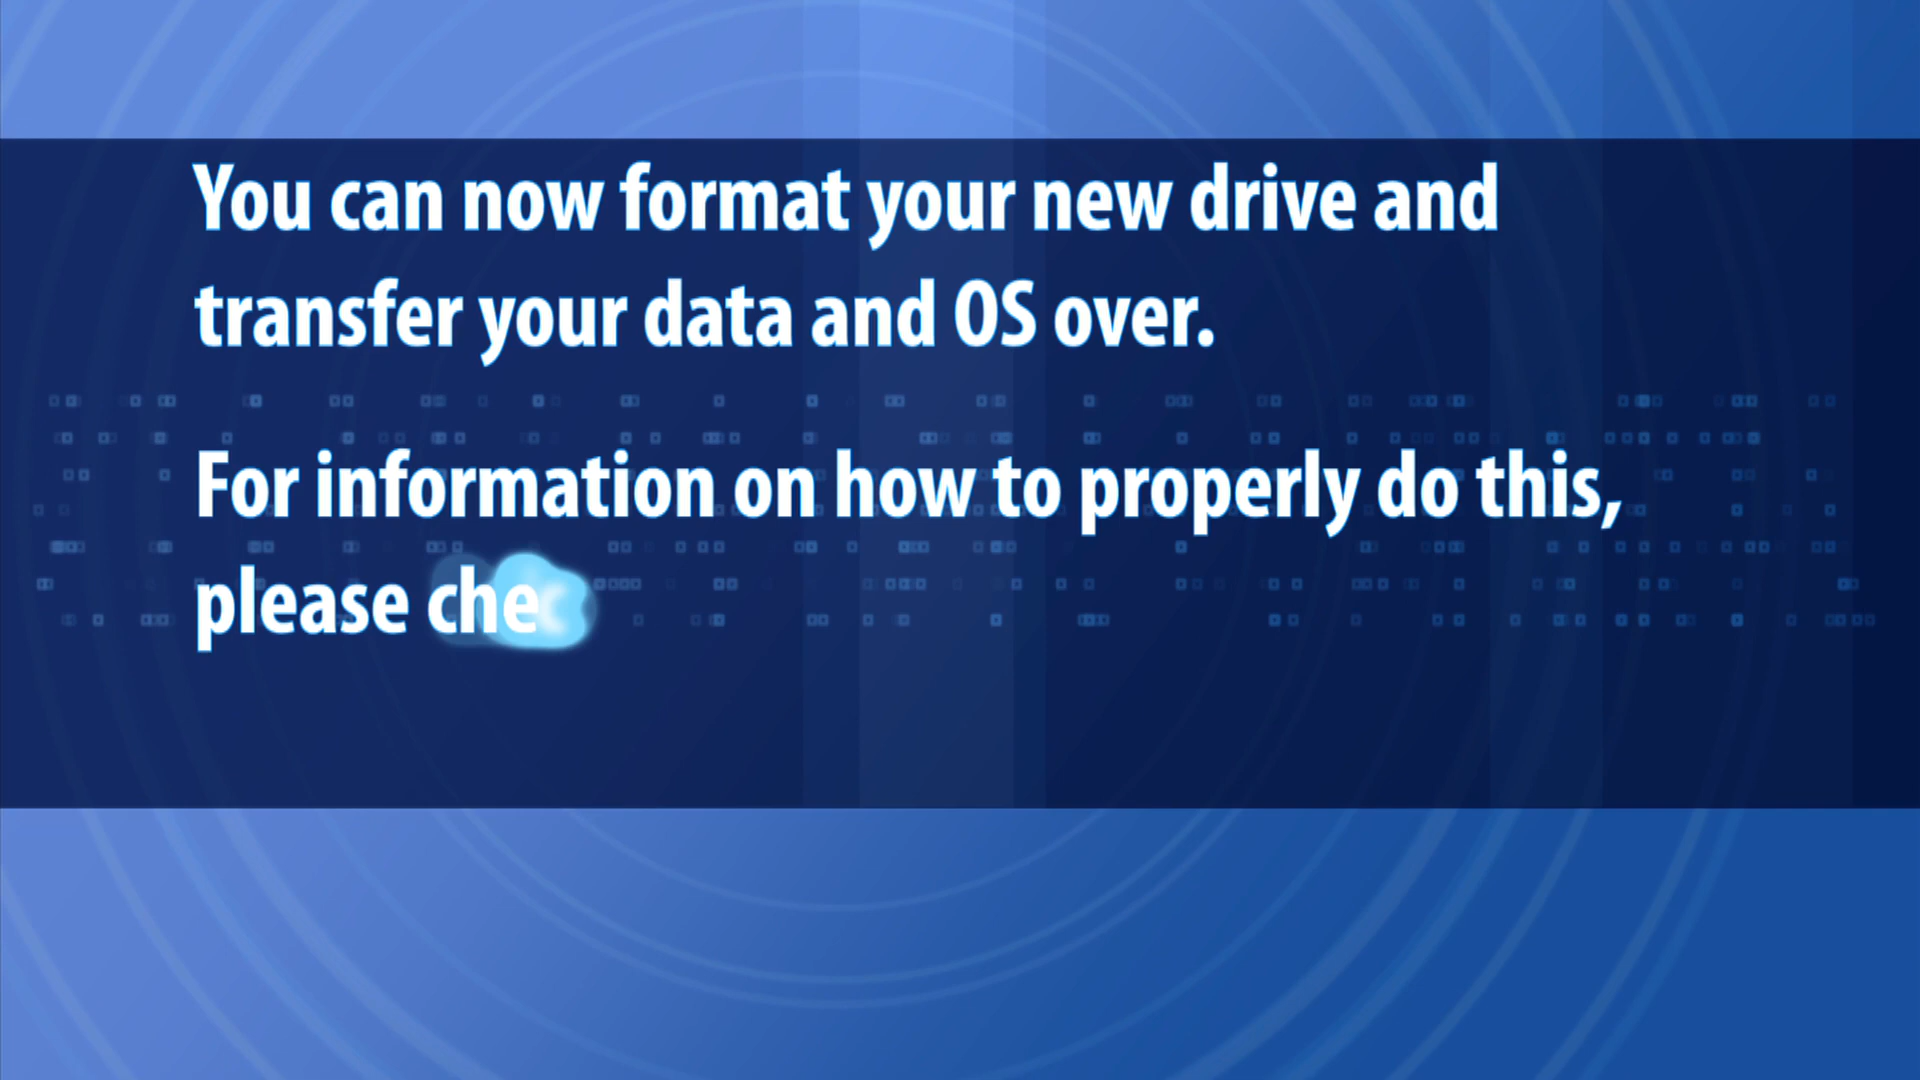 You can now format your new drive and
transfer your data and OS over.
For information on how to properly do this,
please chec